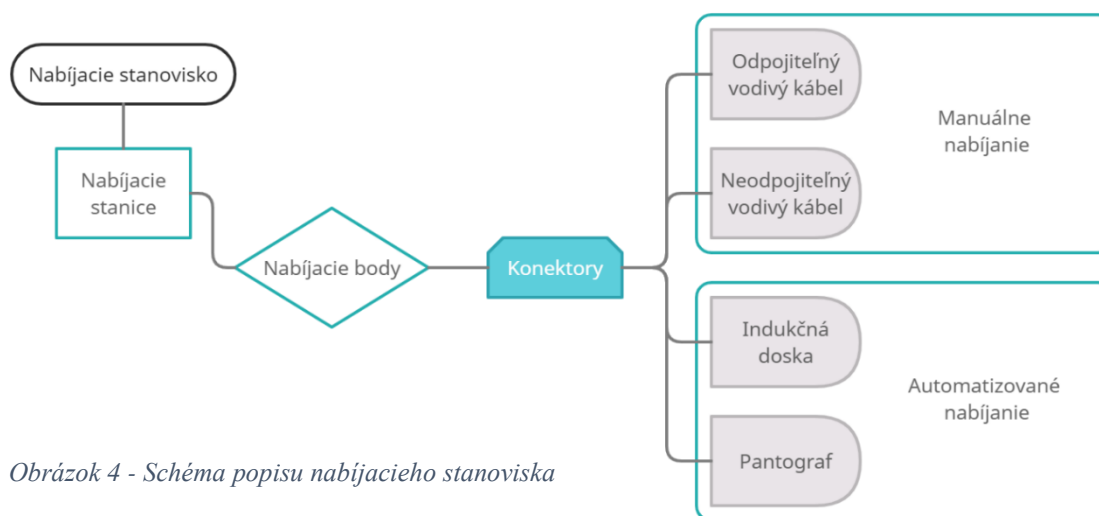 Nabíjacie stanovisko
Nabíjacie
stanice
Nabíjacie body
Konektory
Odpojiteľný
vodivý kábel
Neodpojiteľný
vodivý kábel
Manuálne
nabíjanie
Indukčná
doska
Pantograf
Automatizované
nabíjanie
Obrázok 4 - Schéma popisu nabíjacieho stanoviska